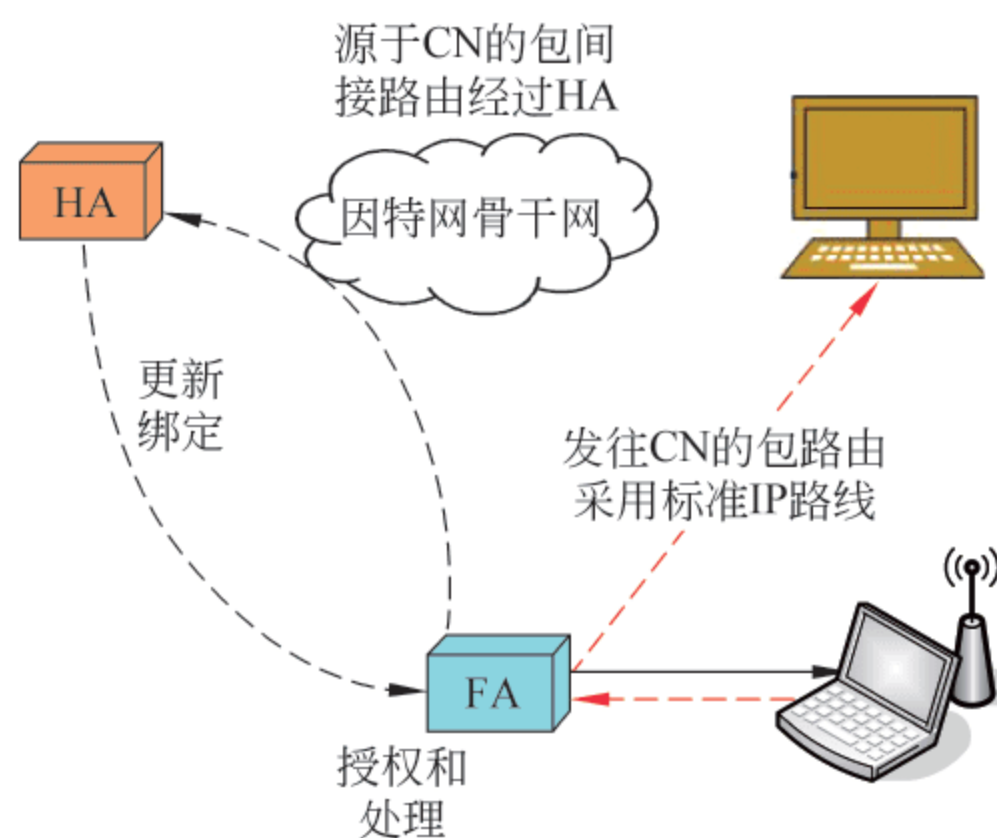 源于CN的包间
接路由经过HA
HA
因特网骨干网
更新
绑定
发往CN的包路由
采用标准IP路线
FA
授权和
处理